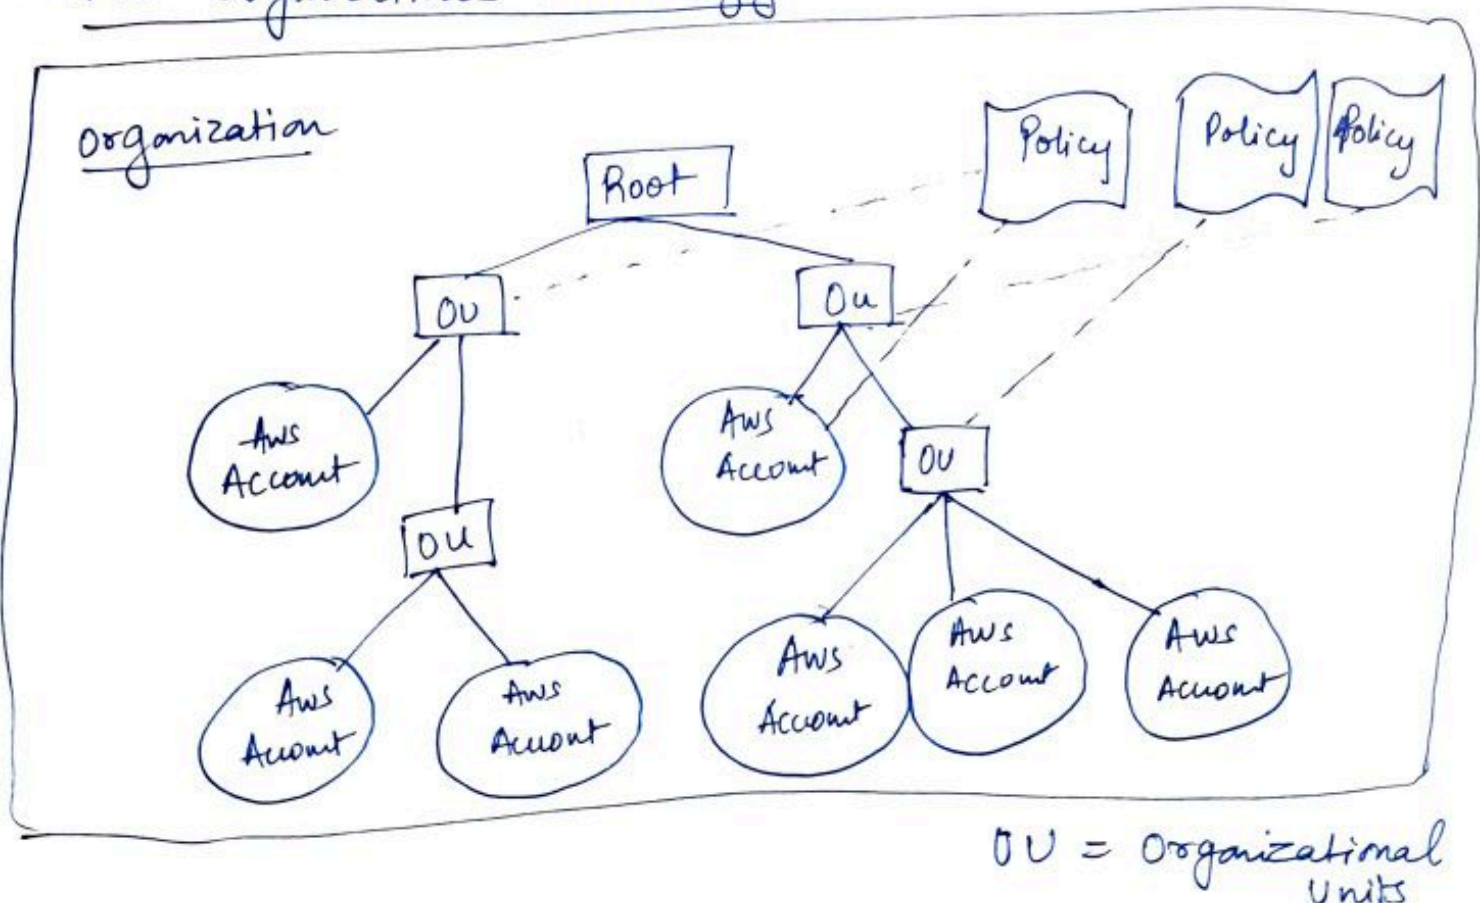 organization
Root
Policy
Policy
Policy
OU
OU
AWS
Account
AWS
Account
OU
OU
AWS
Account
AWS
Account
AWS
Account
AWS
Account
AWS
Account
OU = Organizational
Units